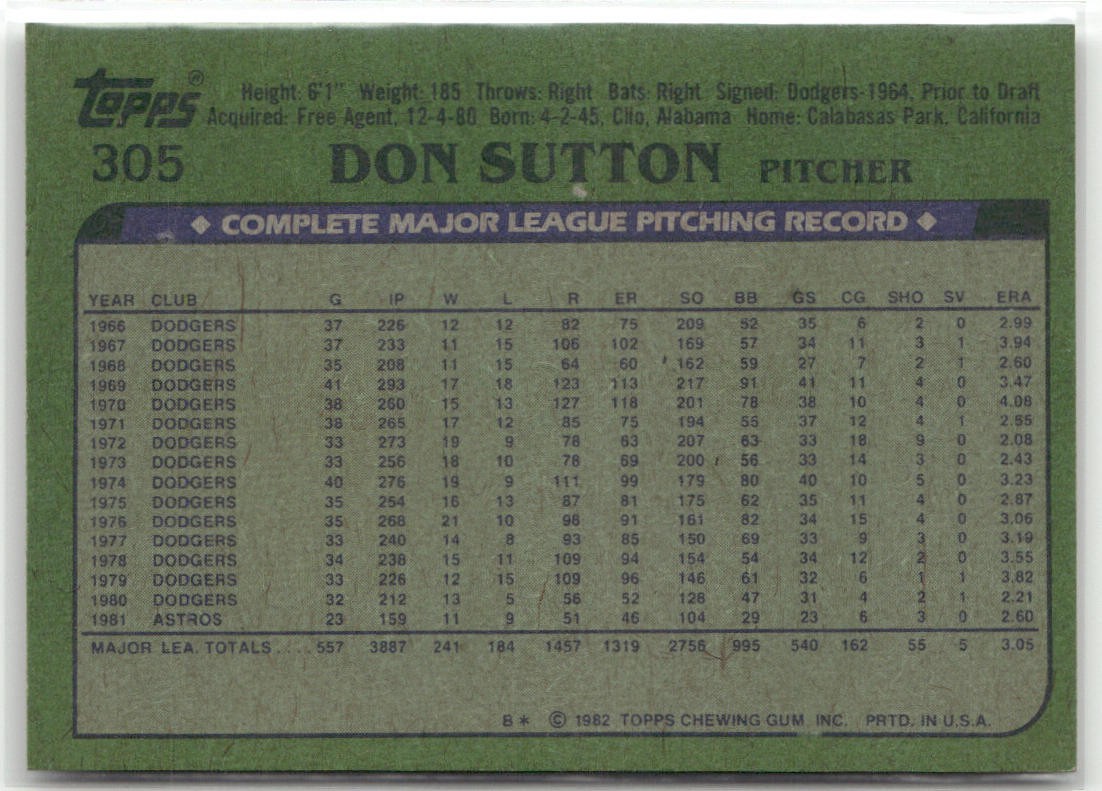 Topps®
Height: 6'1" Weight: 185 Throws: Right Bats: Right Signed: Dodgers-1964, Prior to Draft
Acquired: Free Agent, 12-4-80 Born: 4-2-45, Clio, Alabama Home: Calabasas Park, California
305 DON SUTTON PITCHER
◆ COMPLETE MAJOR LEAGUE PITCHING RECORD ◆
YEAR CLUB G IP W L R ER SO BB GS CG SHO SV ERA
1966 DODGERS 37 226 12 12 82 75 209 52 35 6 2 0 2.99
1967 DODGERS 37 233 11 15 106 102 169 57 34 11 3 1 3.94
1968 DODGERS 35 208 11 15 64 60 162 59 27 7 2 1 2.60
1969 DODGERS 41 293 17 18 123 113 217 91 41 11 4 0 3.47
1970 DODGERS 38 260 15 13 127 118 201 78 38 10 4 0 4.08
1971 DODGERS 38 265 17 12 85 75 194 55 37 12 4 1 2.55
1972 DODGERS 33 273 19 9 78 63 207 63 33 18 9 0 2.08
1973 DODGERS 33 256 18 10 78 69 200 56 33 14 3 0 2.43
1974 DODGERS 40 276 19 9 111 99 179 80 40 10 5 0 3.23
1975 DODGERS 35 254 16 13 87 81 175 62 35 11 4 0 2.87
1976 DODGERS 35 268 21 10 98 91 161 82 34 15 4 0 3.06
1977 DODGERS 33 240 14 8 93 85 150 69 33 9 3 0 3.19
1978 DODGERS 34 238 15 11 109 94 154 54 34 12 2 0 3.55
1979 DODGERS 33 226 12 15 109 96 146 61 32 6 1 1 3.82
1980 DODGERS 32 212 13 5 56 52 128 47 31 4 2 1 2.21
1981 ASTROS 23 159 11 9 51 46 104 29 23 6 3 0 2.60
MAJOR LEA. TOTALS .... 557 3887 241 184 1457 1319 2756 995 540 162 55 5 3.05
B* © 1982 TOPPS CHEWING GUM INC. PRTD. IN U.S.A.